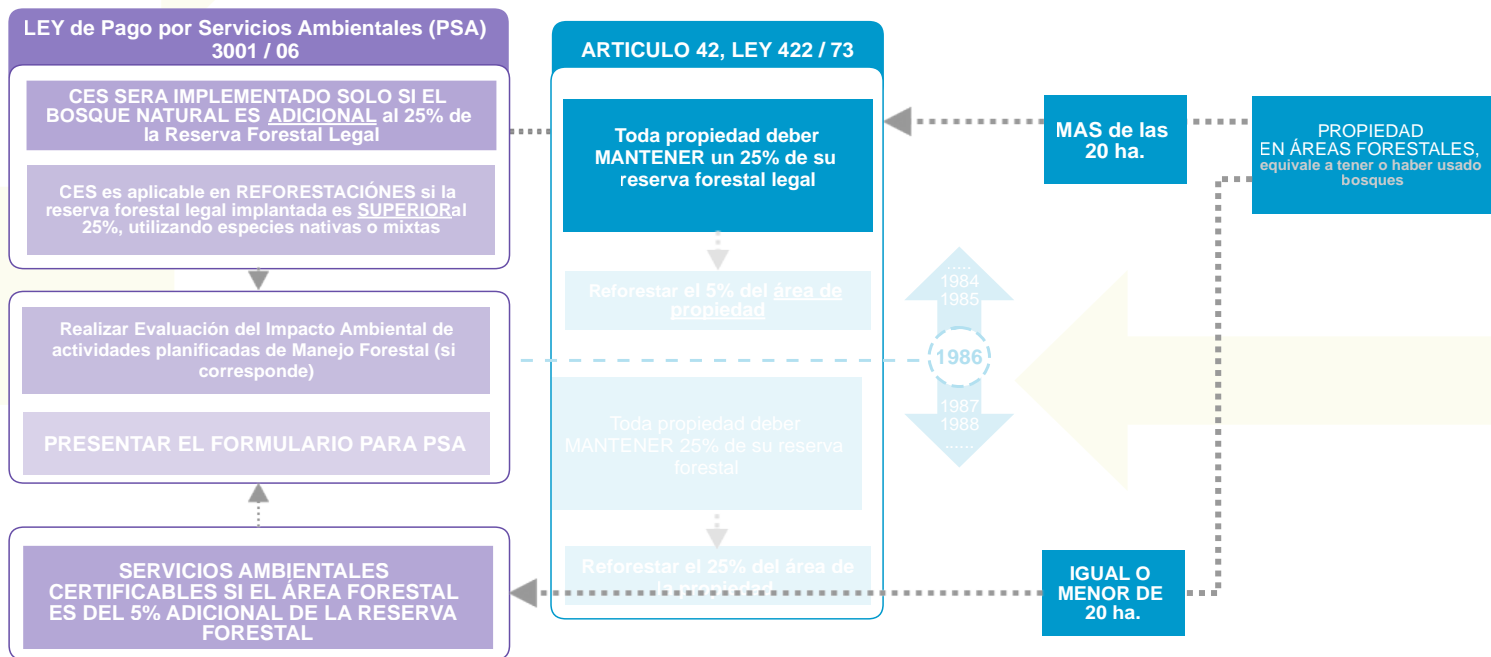 LEY de Pago por Servicios Ambientales (PSA)
3001 / 06
CES SERA IMPLEMENTADO SOLO SI EL
BOSQUE NATURAL ES ADICIONAL al 25% de
la Reserva Forestal Legal
CES es aplicable en REFORESTACIÓNES si la
reserva forestal legal implantada es SUPERIORal
25%, utilizando especies nativas o mixtas
Realizar Evaluación del Impacto Ambiental de
actividades planificadas de Manejo Forestal (si
corresponde)
PRESENTAR EL FORMULARIO PARA PSA
SERVICIOS AMBIENTALES
CERTIFICABLES SI EL ÁREA FORESTAL
ES DEL 5% ADICIONAL DE LA RESERVA
FORESTAL
ARTICULO 42, LEY 422 / 73
Toda propiedad deber
MANTENER un 25% de su
reserva forestal legal
Reforestar el 5% del área de
propiedad
Toda propiedad deber
MANTENER 25% de su reserva
forestal
Reforestar el 25% del área de
la propiedad
.....
1984
1985
1986
1987
1988
......
MAS de las
20 ha.
IGUAL O
MENOR DE
20 ha.
PROPIEDAD
EN ÁREAS FORESTALES,
equivale a tener o haber usado
bosques